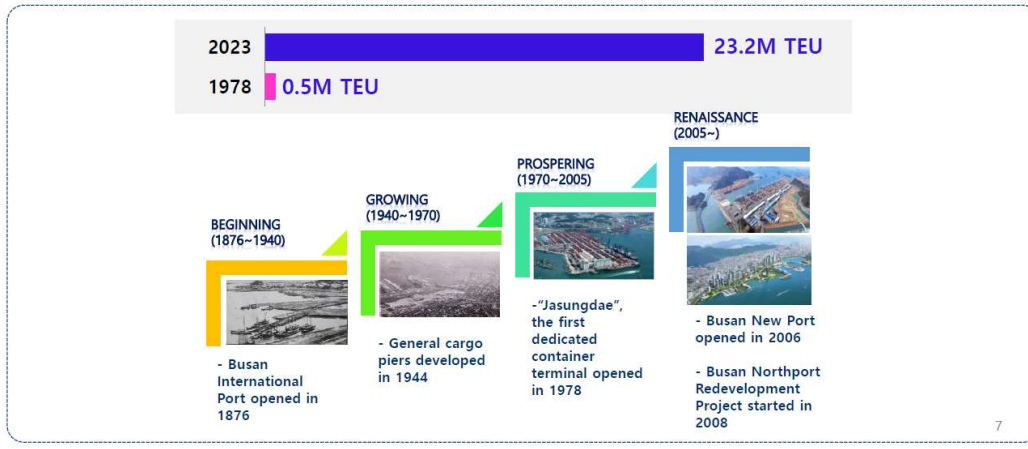 2023 23.2M TEU
1978 0.5M TEU
BEGINNING
(1876~1940)
- Busan
International
Port opened in
1876
GROWING
(1940~1970)
- General cargo
piers developed
in 1944
PROSPERING
(1970~2005)
-"Jasungdae",
the first
dedicated
container
terminal opened
in 1978
RENAISSANCE
(2005~)
- Busan New Port
opened in 2006
- Busan Northport
Redevelopment
Project started in
2008
7